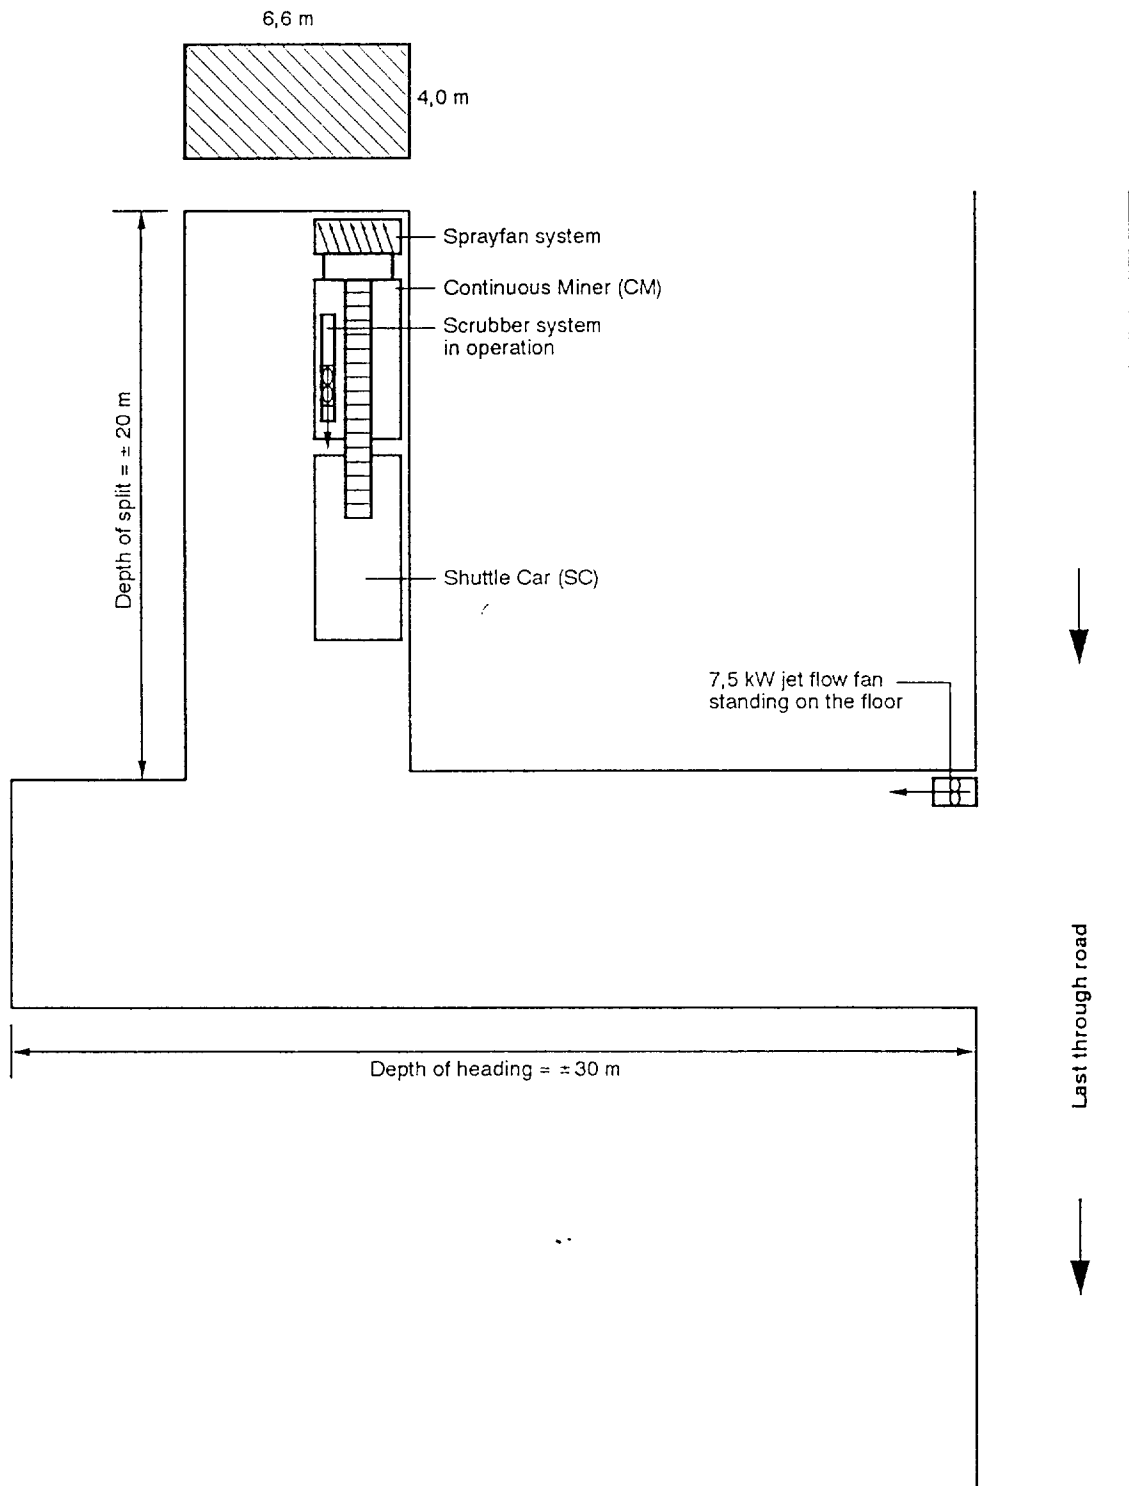 6,6 m
4,0 m
Sprayfan system
Continuous Miner (CM)
Scrubber system
in operation
Depth of split = ± 20 m
Shuttle Car (SC)
7,5 kW jet flow fan
standing on the floor
Last through road
Depth of heading = ± 30 m